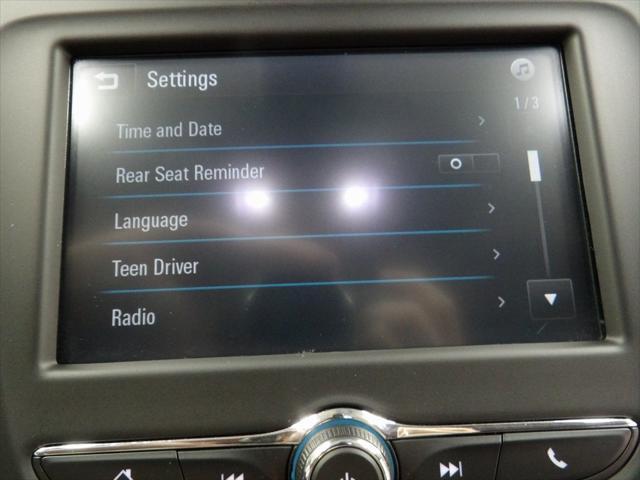 Settings
1/3
Time and Date
Rear Seat Reminder
Language
Teen Driver
Radio